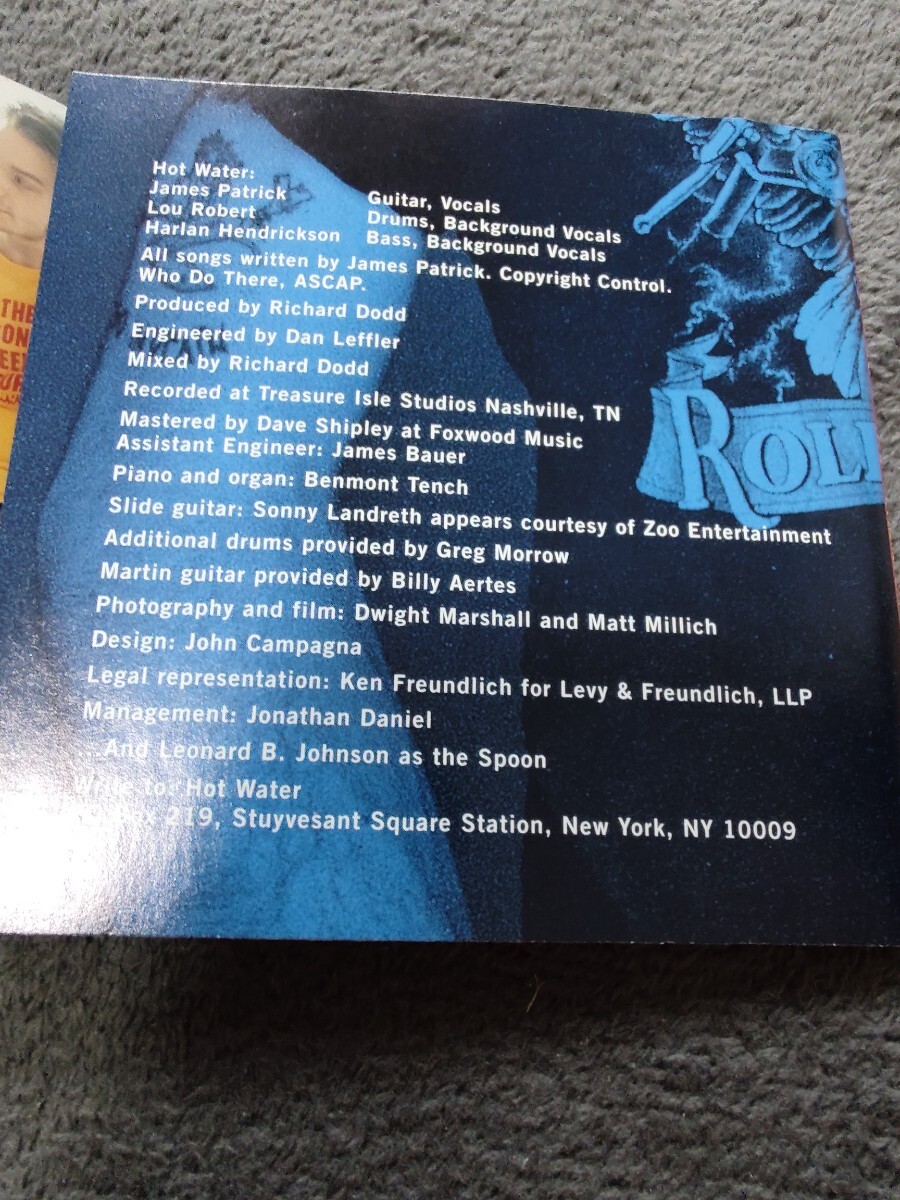 Hot Water:
James Patrick Guitar, Vocals
Lou Robert Drums, Background Vocals
Harlan Hendrickson Bass, Background Vocals
All songs written by James Patrick. Copyright Control.
Who Do There, ASCAP.
Produced by Richard Dodd
Engineered by Dan Leffler
Mixed by Richard Dodd
Recorded at Treasure Isle Studios Nashville, TN
Mastered by Dave Shipley at Foxwood Music
Assistant Engineer: James Bauer
Piano and organ: Benmont Tench
Slide guitar: Sonny Landreth appears courtesy of Zoo Entertainment
Additional drums provided by Greg Morrow
Martin guitar provided by Billy Aertes
Photography and film: Dwight Marshall and Matt Millich
Design: John Campagna
Legal representation: Ken Freundlich for Levy & Freundlich, LLP
Management: Jonathan Daniel
...And Leonard B. Johnson as the Spoon
Write to: Hot Water
Box 219, Stuyvesant Square Station, New York, NY 10009
ROLL
THE